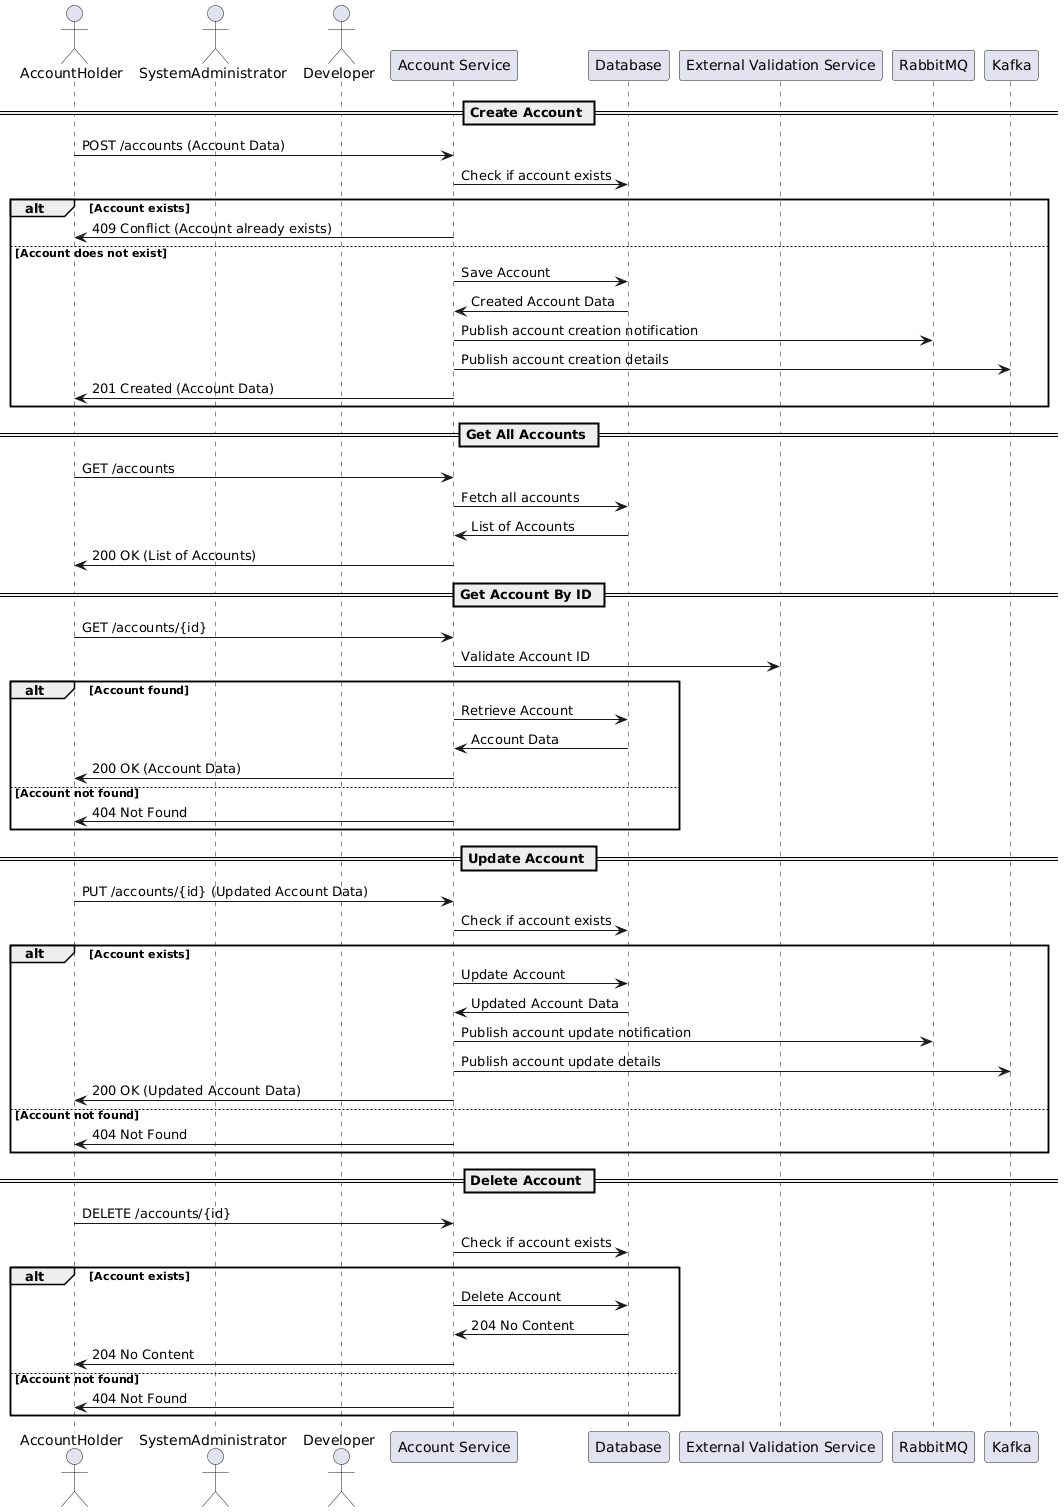 AccountHolder SystemAdministrator Developer Account Service Database External Validation Service RabbitMQ Kafka
Create Account
POST /accounts (Account Data)
Check if account exists
alt [Account exists]
409 Conflict (Account already exists)
[Account does not exist]
Save Account
Created Account Data
Publish account creation notification
Publish account creation details
201 Created (Account Data)
Get All Accounts
GET /accounts
Fetch all accounts
List of Accounts
200 OK (List of Accounts)
Get Account By ID
GET /accounts/{id}
Validate Account ID
alt [Account found]
Retrieve Account
Account Data
200 OK (Account Data)
[Account not found]
404 Not Found
Update Account
PUT /accounts/{id} (Updated Account Data)
Check if account exists
alt [Account exists]
Update Account
Updated Account Data
Publish account update notification
Publish account update details
200 OK (Updated Account Data)
[Account not found]
404 Not Found
Delete Account
DELETE /accounts/{id}
Check if account exists
alt [Account exists]
Delete Account
204 No Content
204 No Content
[Account not found]
404 Not Found
AccountHolder SystemAdministrator Developer Account Service Database External Validation Service RabbitMQ Kafka